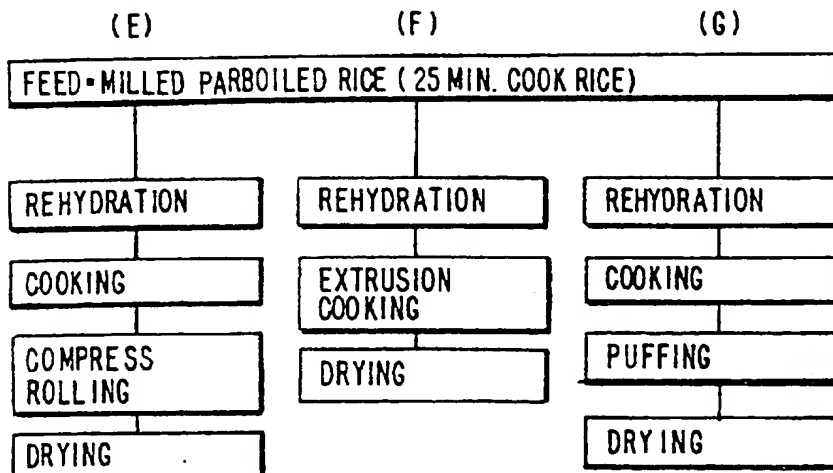 (E) (F) (G)
FEED=MILLED PARBOILED RICE (25 MIN. COOK RICE)
REHYDRATION REHYDRATION REHYDRATION
COOKING EXTRUSION COOKING
COOKING
COMPRESS PUFFING
ROLLING DRYING
DRYING DRYING